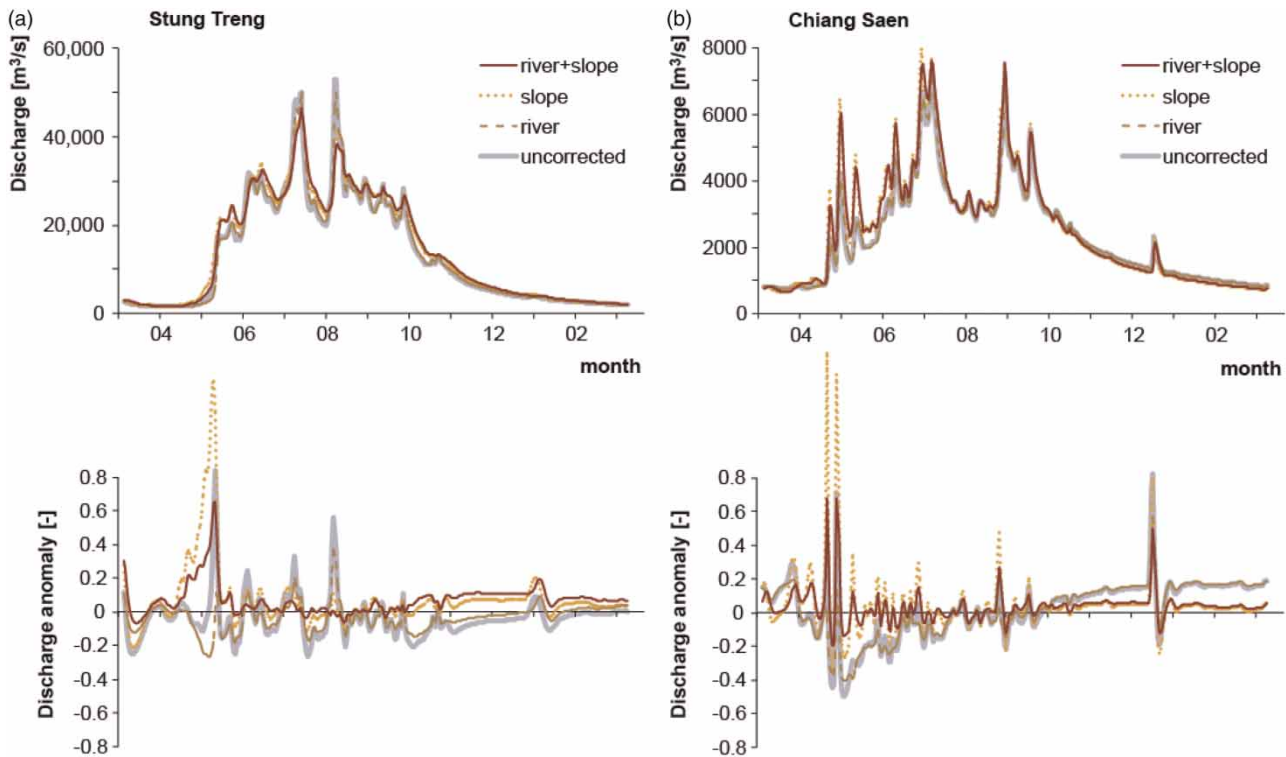 (a)
Stung Treng
Discharge [m³/s]
60,000
40,000
20,000
0
river+slope
slope
river
uncorrected
04 06 08 10 12 02
month
Discharge anomaly [-]
0.8
0.6
0.4
0.2
0
-0.2
-0.4
-0.6
-0.8
(b)
Chiang Saen
Discharge [m³/s]
8000
6000
4000
2000
0
river+slope
slope
river
uncorrected
04 06 08 10 12 02
month
Discharge anomaly [-]
0.8
0.6
0.4
0.2
0
-0.2
-0.4
-0.6
-0.8